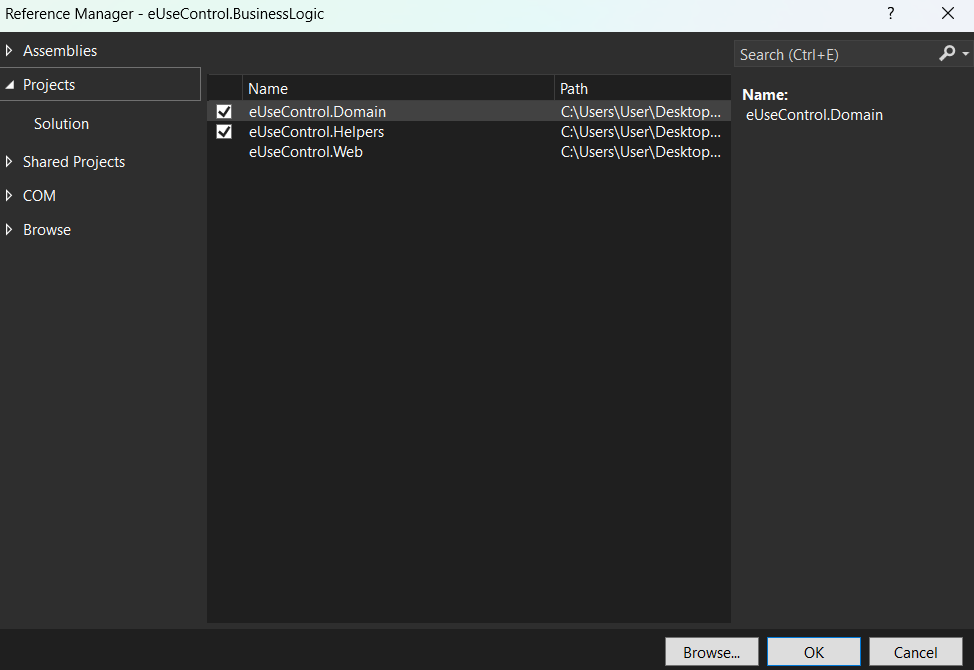 Reference Manager - eUseControl.BusinessLogic
?
Assemblies
Projects
Solution
Shared Projects
COM
Browse
Name Path
eUseControl.Domain C:\Users\User\Desktop...
eUseControl.Helpers C:\Users\User\Desktop...
eUseControl.Web C:\Users\User\Desktop...
Search (Ctrl+E)
Name:
eUseControl.Domain
Browse... OK Cancel